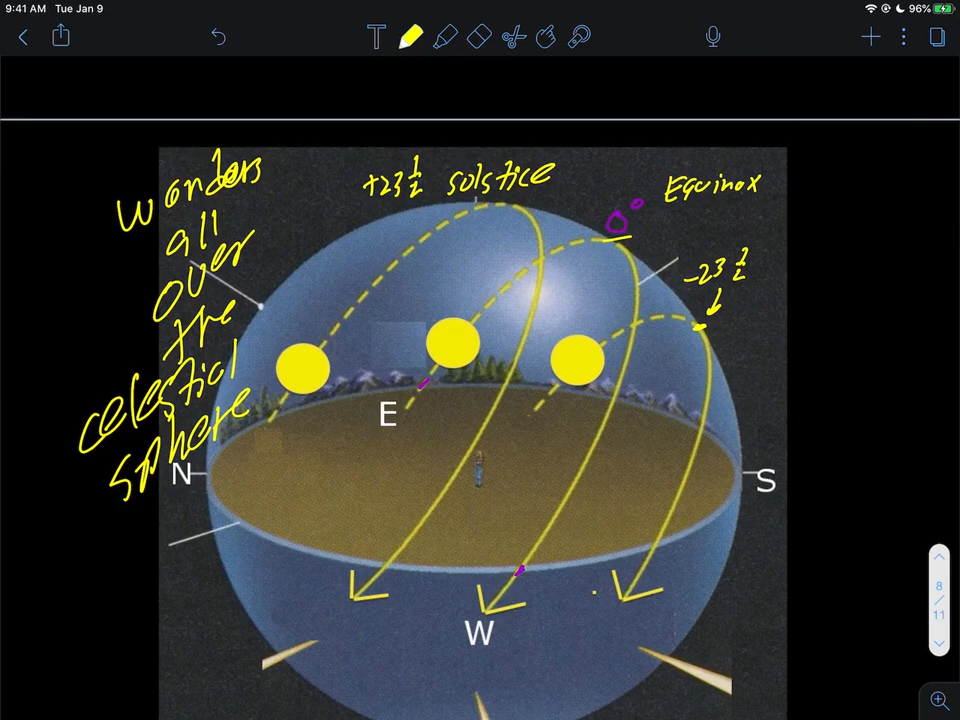 9:41 AM Tue Jan 9
96%
T
+23 1/2 solstice
Equinox
0°
-23 1/2
wonders
all
over
the
celestial
sphere
E
N
S
W
8
/
11